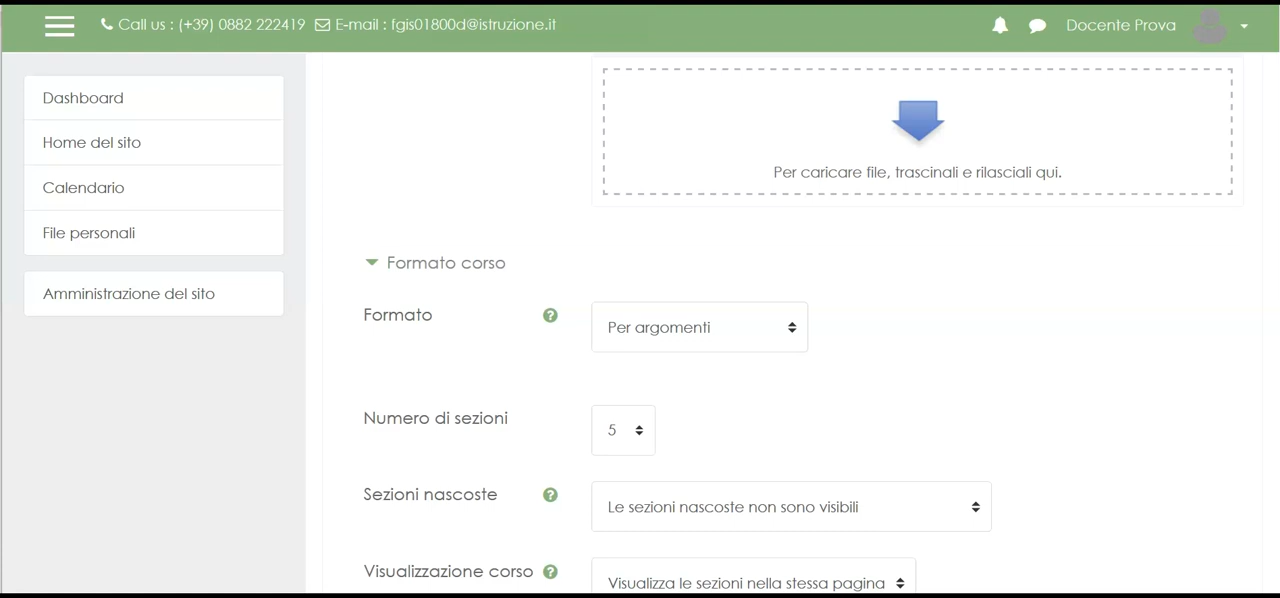 Call us : (+39) 0882 222419 E-mail : fgis01800d@istruzione.it Docente Prova
Dashboard
Home del sito
Calendario
File personali
Amministrazione del sito
Per caricare file, trascinali e rilasciali qui.
Formato corso
Formato ? Per argomenti
Numero di sezioni 5
Sezioni nascoste ? Le sezioni nascoste non sono visibili
Visualizzazione corso ? Visualizza le sezioni nella stessa pagina